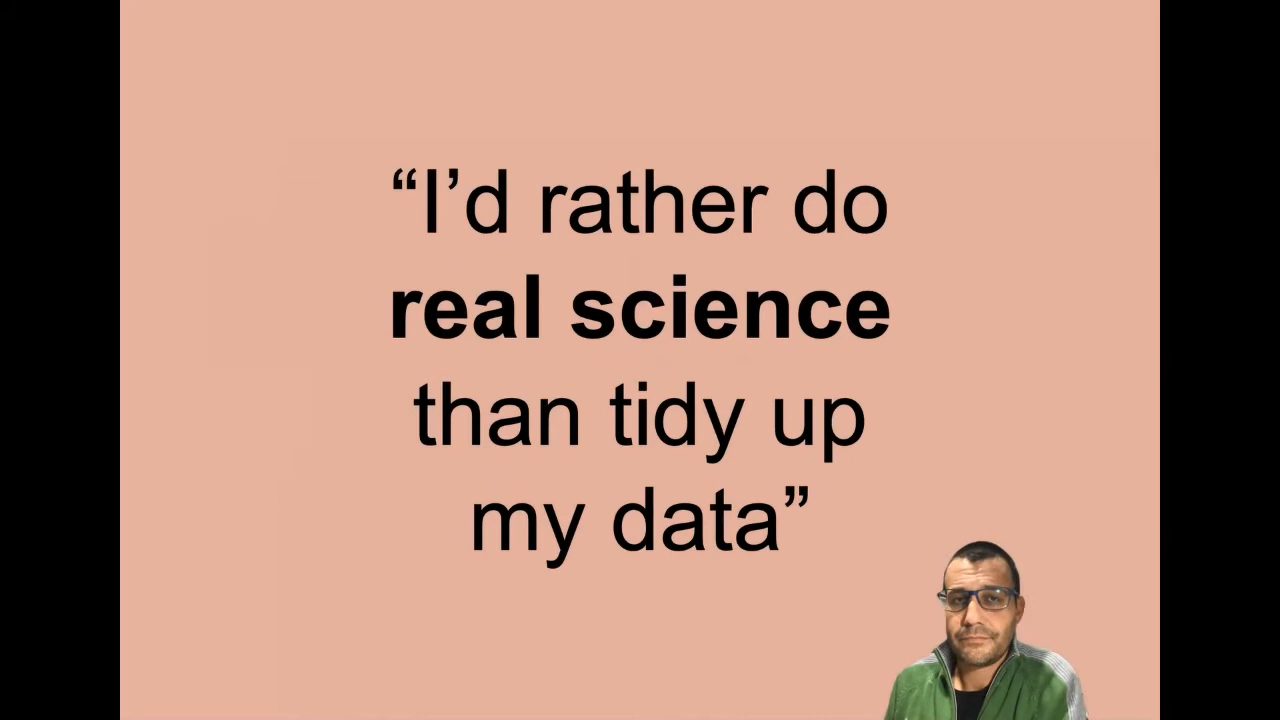 “I’d rather do
real science
than tidy up
my data”